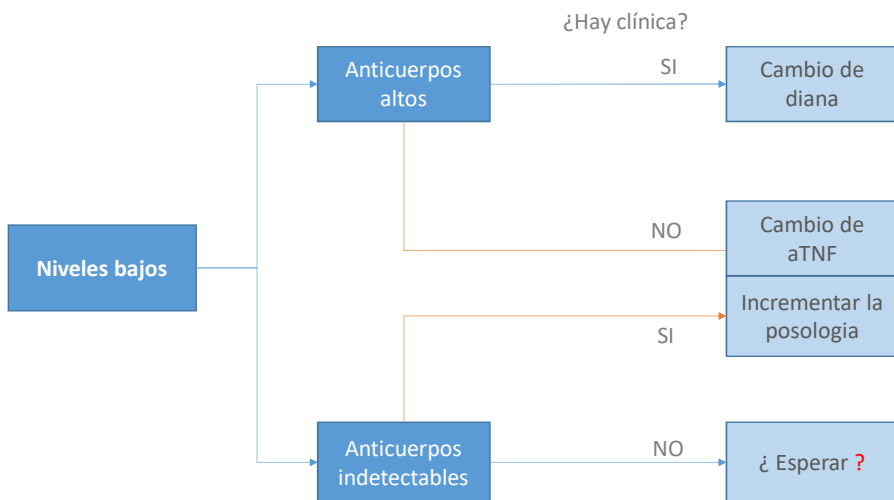 ¿Hay clínica?
Anticuerpos
altos
SI
Cambio de
diana
NO
Cambio de
aTNF
Niveles bajos
Incrementar la
posologia
SI
Anticuerpos
indetectables
NO
¿ Esperar ?